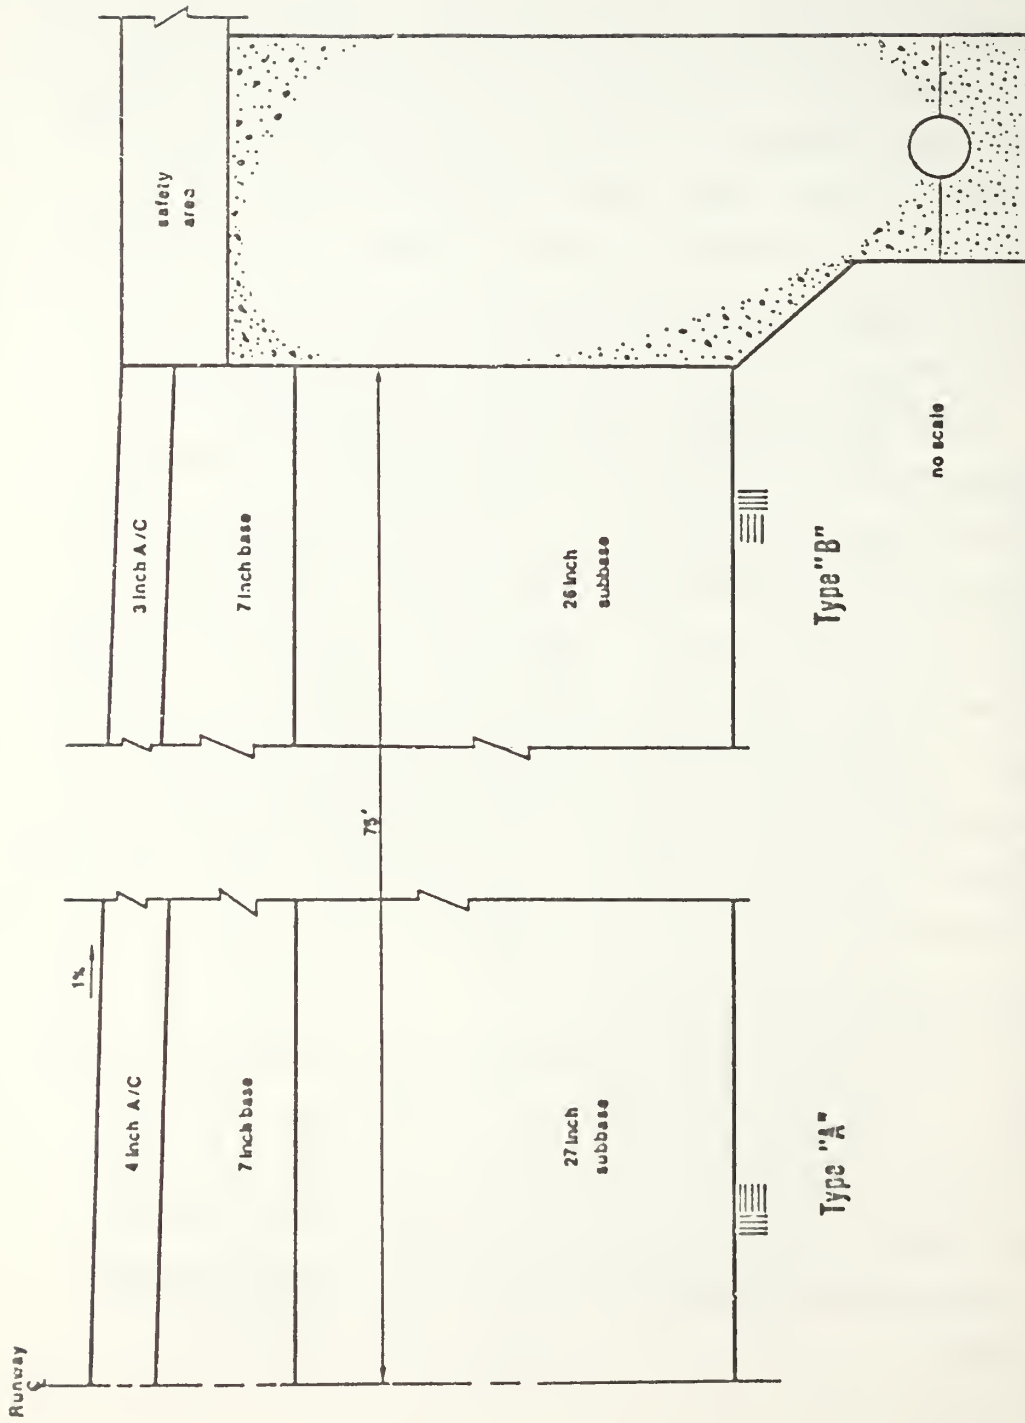 Runway
℄
1%
4 inch A/C
7 inch base
27 inch
subbase
Type "A"
75'
3 inch A/C
7 inch base
26 inch
subbase
Type "B"
safety
area
no scale